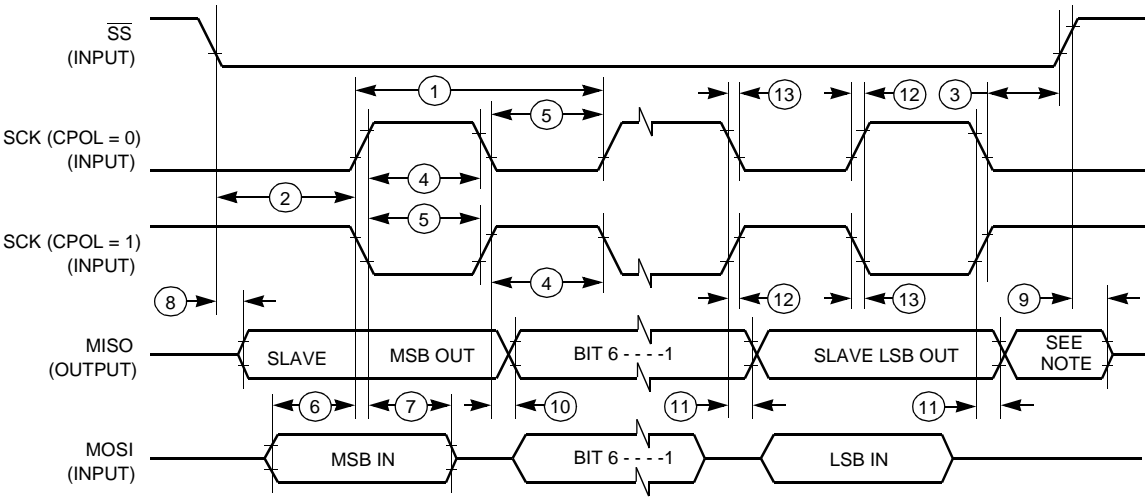 SS
(INPUT)
1
13
12
3
5
SCK (CPOL = 0)
(INPUT)
4
2
5
SCK (CPOL = 1)
(INPUT)
4
8
12
13
9
MISO
(OUTPUT)
SLAVE
MSB OUT
BIT 6 - - - -1
SLAVE LSB OUT
SEE
NOTE
6
7
10
11
11
MOSI
(INPUT)
MSB IN
BIT 6 - - - -1
LSB IN